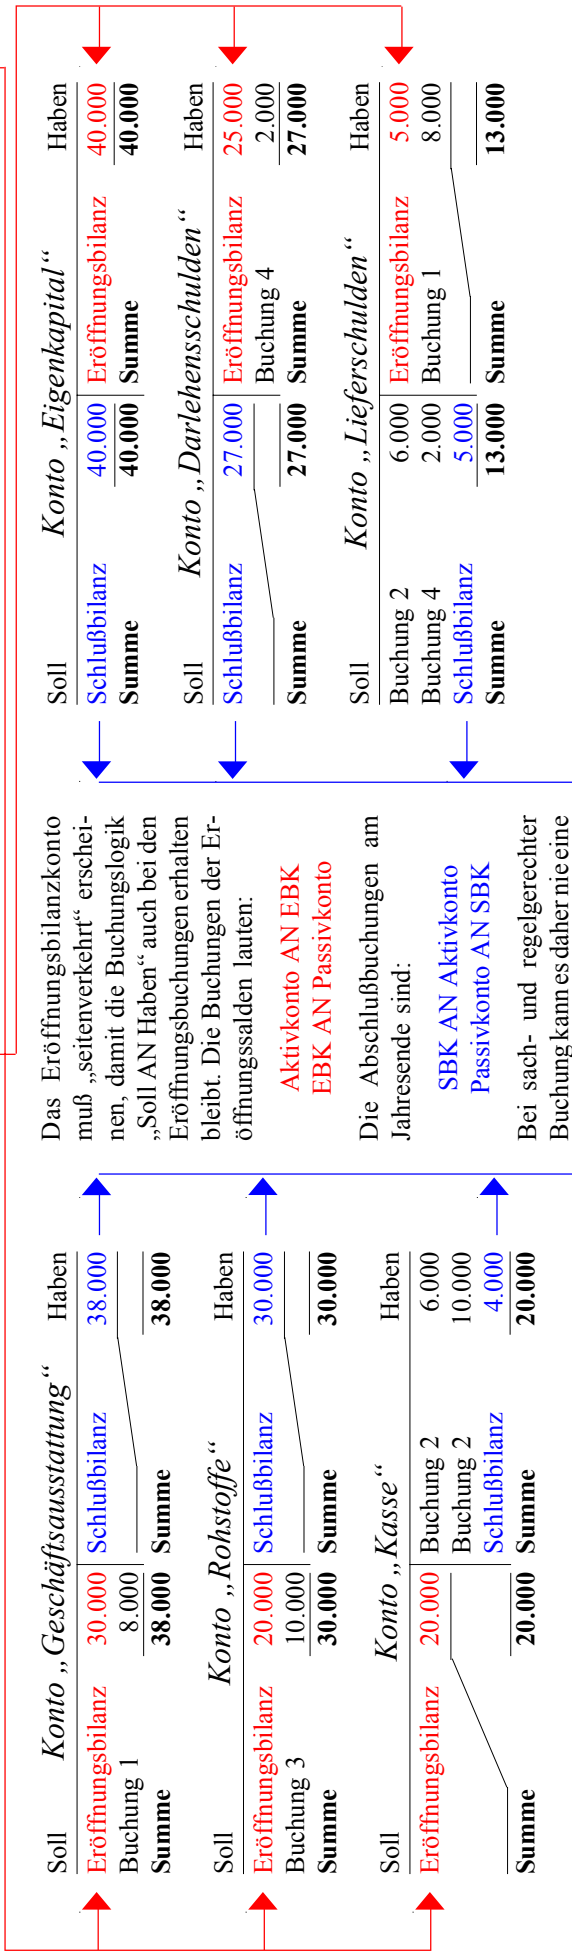 Konto „Geschäftsausstattung“
Soll Haben
Eröffnungsbilanz 30.000 Schlußbilanz 38.000
Buchung 1 8.000
Summe 38.000 Summe 38.000
Konto „Rohstoffe“
Soll Haben
Eröffnungsbilanz 20.000 Schlußbilanz 30.000
Buchung 3 10.000
Summe 30.000 Summe 30.000
Konto „Kasse“
Soll Haben
Eröffnungsbilanz 20.000 Buchung 2 6.000
Buchung 2 10.000
Schlußbilanz 4.000
Summe 20.000 Summe 20.000
Das Eröffnungsbilanzkonto
muß „seitenverkehrt“ erschei-
nen, damit die Buchungslogik
„Soll AN Haben“ auch bei den
Eröffnungsbuchungen erhalten
bleibt. Die Buchungen der Er-
öffnungssalden lauten:
Aktivkonto AN EBK
EBK AN Passivkonto
Die Abschlußbuchungen am
Jahresende sind:
SBK AN Aktivkonto
Passivkonto AN SBK
Bei sach- und regelgerechter
Buchung kann es daher nie eine
Konto „Eigenkapital“
Soll Haben
Schlußbilanz 40.000 Eröffnungsbilanz 40.000
Summe 40.000 Summe 40.000
Konto „Darlehensschulden“
Soll Haben
Schlußbilanz 27.000 Eröffnungsbilanz 25.000
Buchung 4 2.000
Summe 27.000 Summe 27.000
Konto „Lieferschulden“
Soll Haben
Buchung 2 6.000 Eröffnungsbilanz 5.000
Buchung 4 2.000 Buchung 1 8.000
Schlußbilanz 5.000
Summe 13.000 Summe 13.000